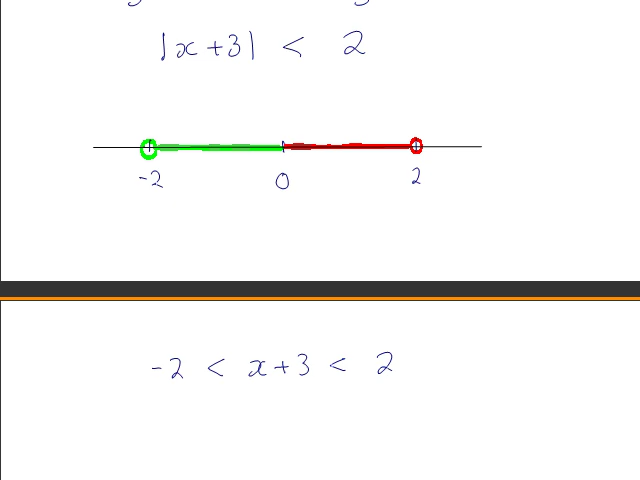 |x+3| < 2
-2 0 2
-2 < x+3 < 2